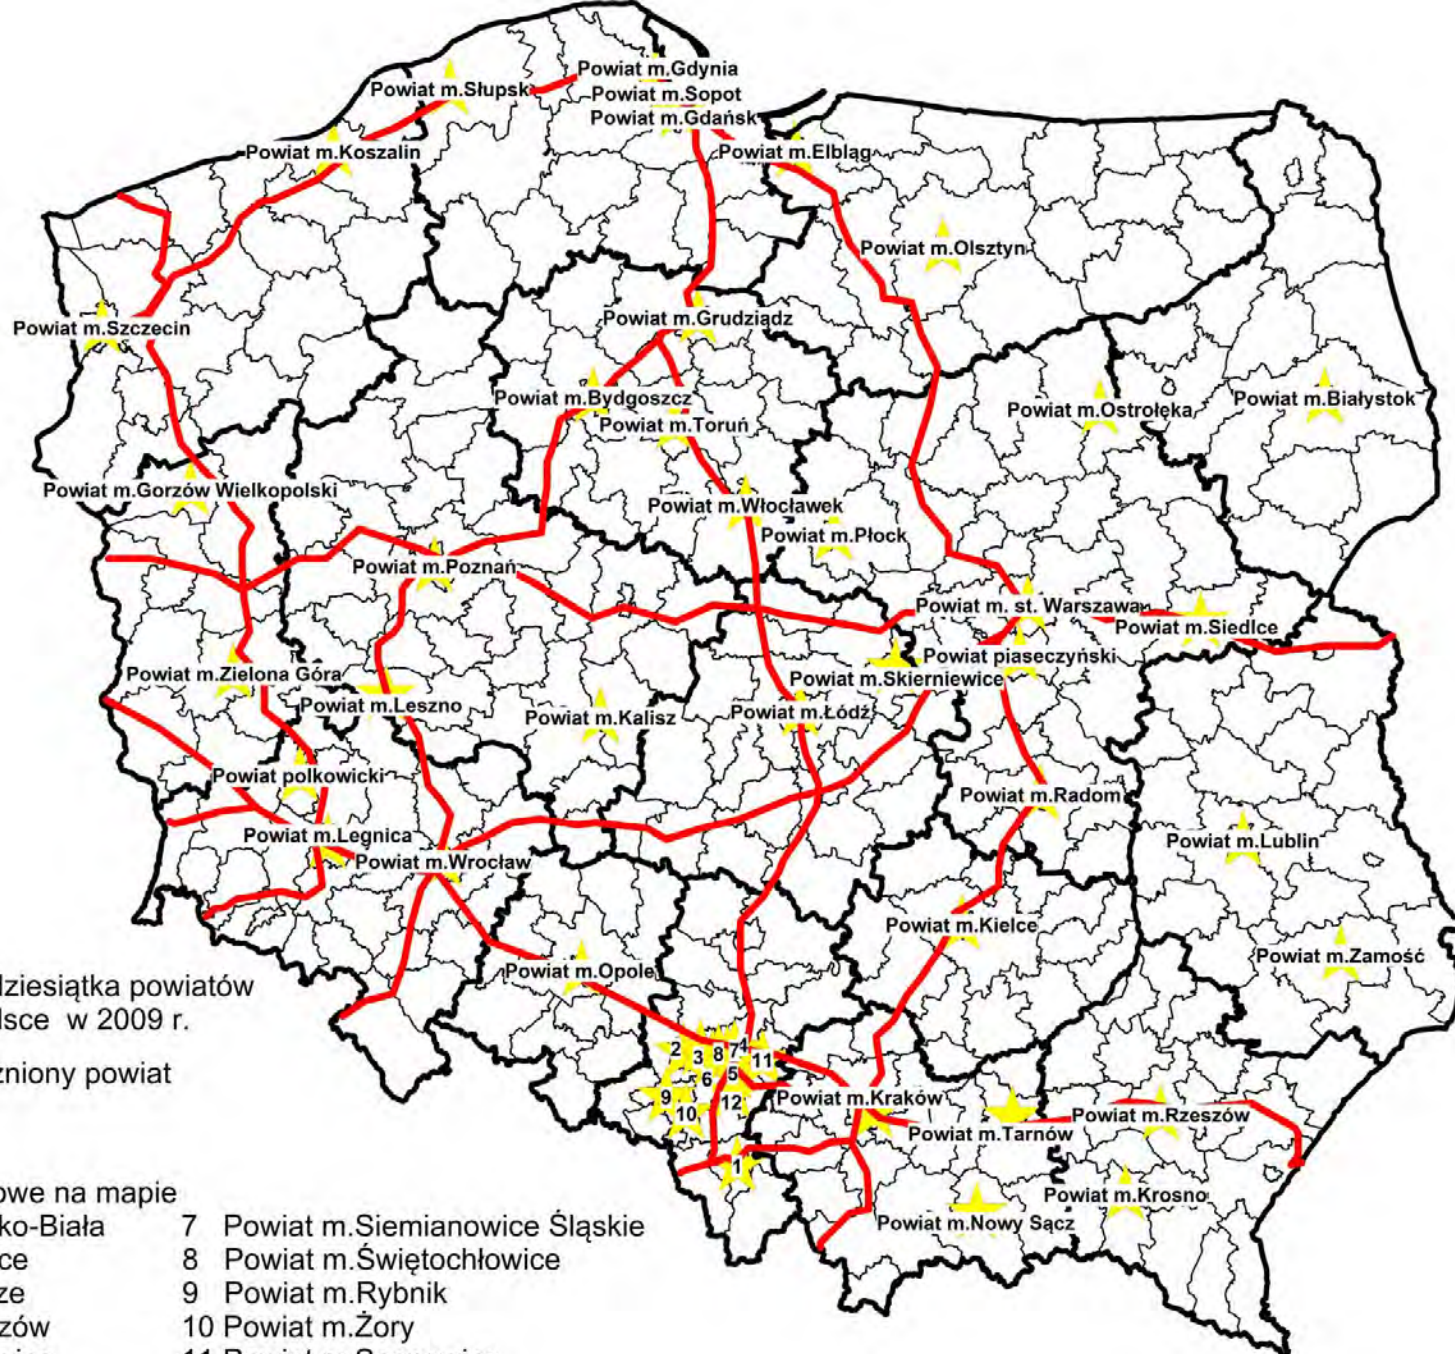 Powiat m.Gdynia
Powiat m.Słupsk
Powiat m.Sopot
Powiat m.Gdańsk
Powiat m.Koszalin
Powiat m.Elbląg
Powiat m.Olsztyn
Powiat m.Szczecin
Powiat m.Grudziądz
Powiat m.Bydgoszcz
Powiat m.Białystok
Powiat m.Ostrołęka
Powiat m.Toruń
Powiat m.Gorzów Wielkopolski
Powiat m.Włocławek
Powiat m.Płock
Powiat m.Poznań
Powiat m. st. Warszawa
Powiat m.Siedlce
Powiat piaseczyński
Powiat m.Zielona Góra
Powiat m.Skierniewice
Powiat m.Leszno
Powiat m.Kalisz
Powiat m.Łódź
Powiat polkowicki
Powiat m.Radom
Powiat m.Legnica
Powiat m.Lublin
Powiat m.Wrocław
Powiat m.Kielce
Powiat m.Zamość
Powiat m.Opole
dziesiątka powiatów
lsce w 2009 r.
zniony powiat
2 3 8 7 4 11
6 5
9 10 12
1
Powiat m.Kraków
Powiat m.Rzeszów
Powiat m.Tarnów
Powiat m.Krosno
Powiat m.Nowy Sącz
owe na mapie
ko-Biała 7 Powiat m.Siemianowice Śląskie
ce 8 Powiat m.Świętochłowice
ze 9 Powiat m.Rybnik
zów 10 Powiat m.Żory